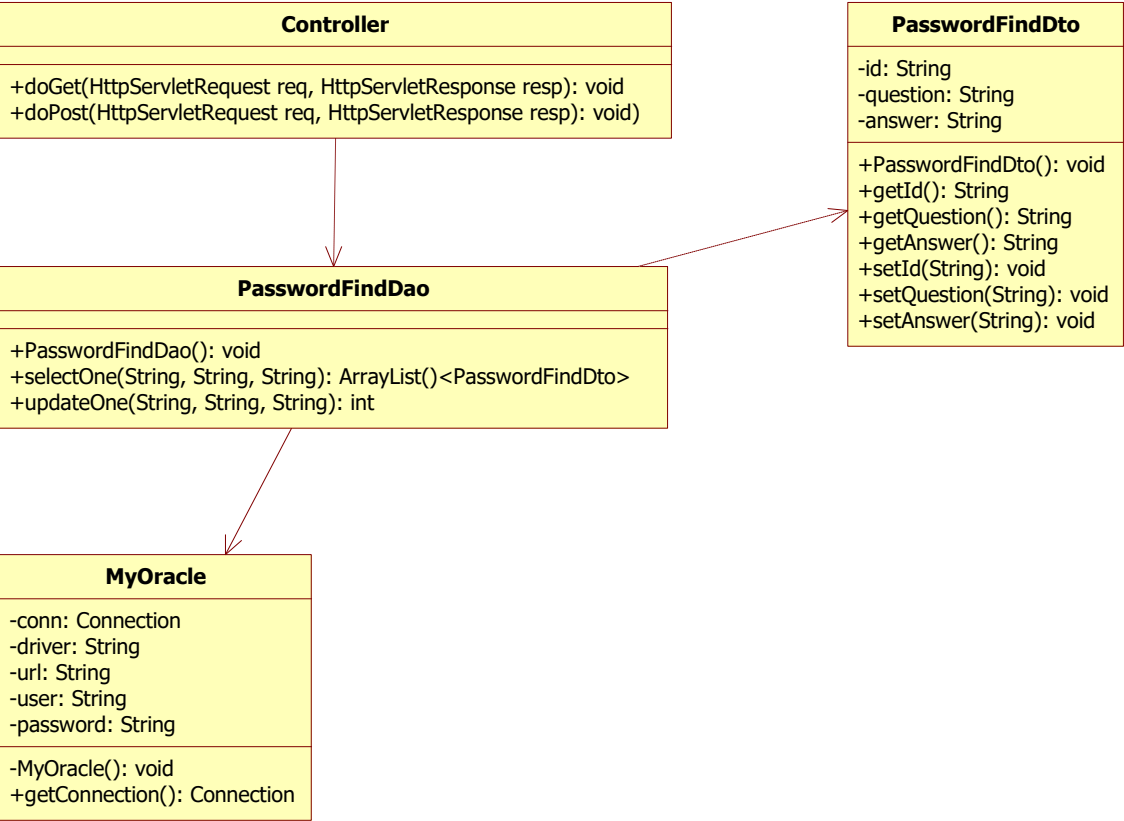 Controller
+doGet(HttpServletRequest req, HttpServletResponse resp): void
+doPost(HttpServletRequest req, HttpServletResponse resp): void)
PasswordFindDto
-id: String
-question: String
-answer: String
+PasswordFindDto(): void
+getId(): String
+getQuestion(): String
+getAnswer(): String
+setId(String): void
+setQuestion(String): void
+setAnswer(String): void
PasswordFindDao
+PasswordFindDao(): void
+selectOne(String, String, String): ArrayList()<PasswordFindDto>
+updateOne(String, String, String): int
MyOracle
-conn: Connection
-driver: String
-url: String
-user: String
-password: String
-MyOracle(): void
+getConnection(): Connection